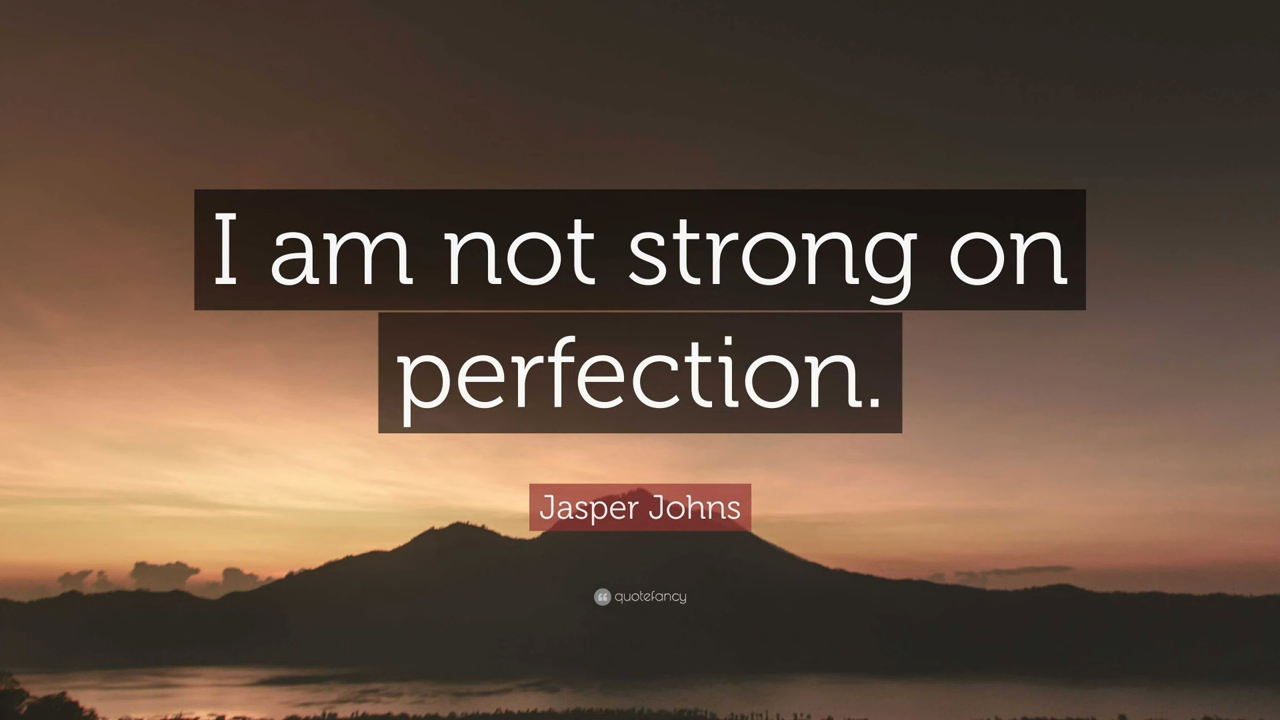 I am not strong on
perfection.
Jasper Johns
quotefancy